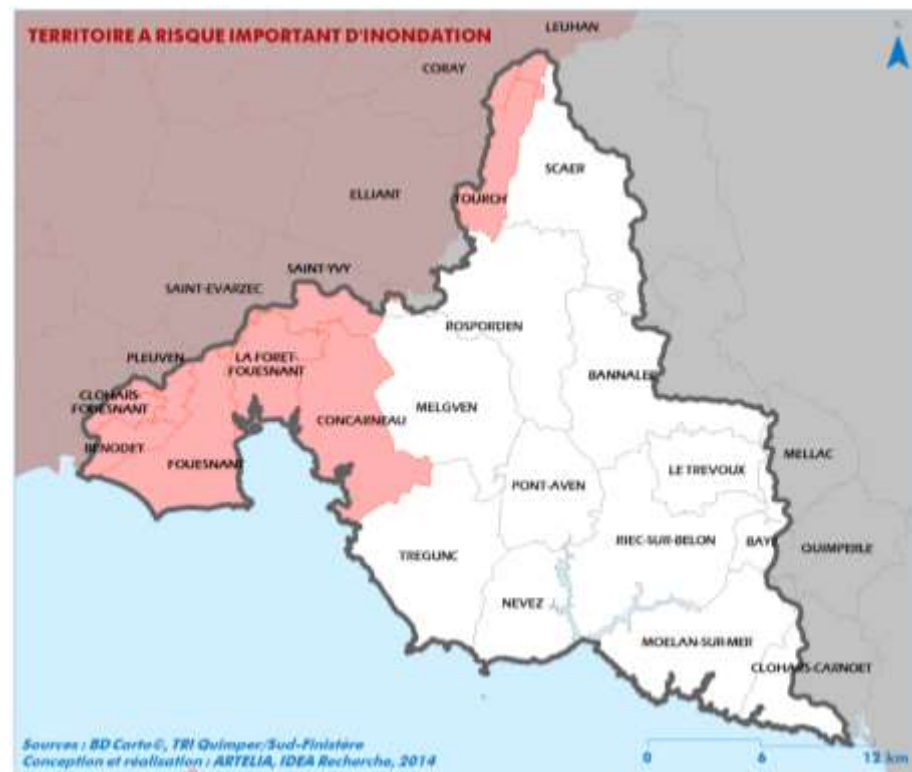 TERRITOIRE A RISQUE IMPORTANT D'INONDATION
LEUHAN
CORAY
SCAER
ELLIANT
TOURCH
SAINT-YVY
SAINT-EVARZEC
ROSPORDEN
PLEUVEN
LA FORET-
FOUESNANT
BANNALEC
CLOHARS-
FOUESNANT
CONCARNEAU
MELGVEN
BENODET
FOUESNANT
LE TREVOUX
MELLAC
PONT-AVEN
RIEC-SUR-BELON
BAYE
QUIMPERLE
TREGUNC
NEVEZ
MOELAN-SUR-MER
CLOHARS-CARNOET
Sources : BD Carto©, TRI Quimper/Sud-Finistère
Conception et réalisation : ARTELIA, IDEA Recherche, 2014
0 6 12 km